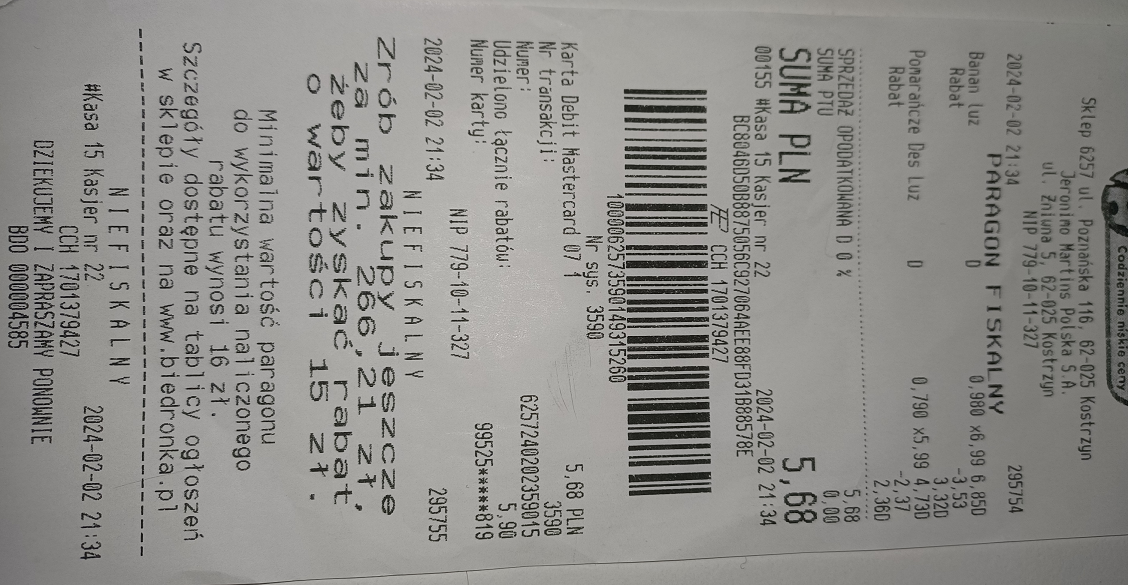 Codziennie niskie ceny
Sklep 6257 ul. Poznańska 116, 62-025 Kostrzyn
Jeronimo Martins Polska S.A.
ul. Żniwna 5, 62-025 Kostrzyn
NIP 779-10-11-327
2024-02-02 21:34 295754
PARAGON FISKALNY
Banan luz D 0,980 x6,99 6,85D
Rabat -3,53
3,32D
Pomarańcze Des Luz D 0,790 x5,99 4,73D
Rabat -2,37
2,36D
SPRZEDAŻ OPODATKOWANA D 0 % 5,68
SUMA PTU 0,00
SUMA PLN 5,68
00155 #Kasa 15 Kasjer nr 22 2024-02-02 21:34
CCH 1701379427
Nr sys. 3590
Karta Debit Mastercard 07 1 5,68 PLN
Nr transakcji: 3590
Numer: 6257240202359015
Udzielono łącznie rabatów: 5,90
Numer karty: 99525*****819
NIP 779-10-11-327
2024-02-02 21:34 295755
NIEFISKALNY
Zrób zakupy jeszcze
za min. 266,21 zł,
żeby zyskać rabat
o wartości 15 zł.
Minimalna wartość paragonu
do wykorzystania naliczonego
rabatu wynosi 16 zł.
Szczegóły dostępne na tablicy ogłoszeń
w sklepie oraz na www.biedronka.pl
NIEFISKALNY
#Kasa 15 Kasjer nr 22 2024-02-02 21:34
CCH 1701379427
DZIEKUJEMY I ZAPRASZAMY PONOWNIE
BDO 000004585